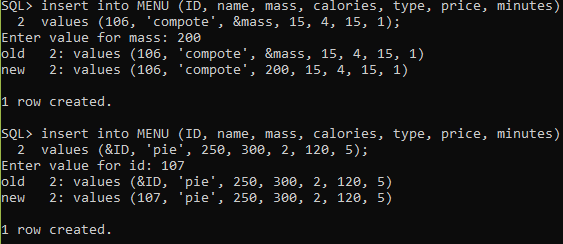 SQL> insert into MENU (ID, name, mass, calories, type, price, minutes)
  2  values (106, 'compote', &mass, 15, 4, 15, 1);
Enter value for mass: 200
old   2: values (106, 'compote', &mass, 15, 4, 15, 1)
new   2: values (106, 'compote', 200, 15, 4, 15, 1)

1 row created.

SQL> insert into MENU (ID, name, mass, calories, type, price, minutes)
  2  values (&ID, 'pie', 250, 300, 2, 120, 5);
Enter value for id: 107
old   2: values (&ID, 'pie', 250, 300, 2, 120, 5)
new   2: values (107, 'pie', 250, 300, 2, 120, 5)

1 row created.